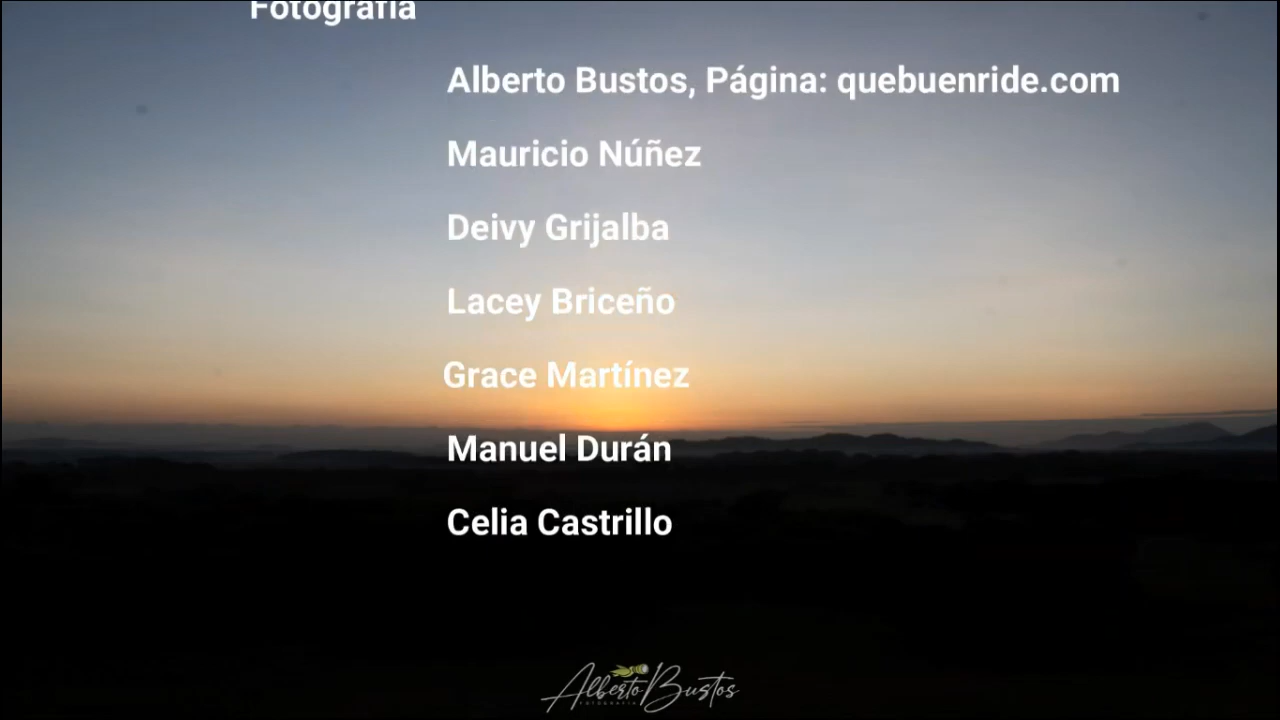 Fotografía
Alberto Bustos, Página: quebuenride.com
Mauricio Núñez
Deivy Grijalba
Lacey Briceño
Grace Martínez
Manuel Durán
Celia Castrillo
Alberto Bustos
FOTOGRAFÍA